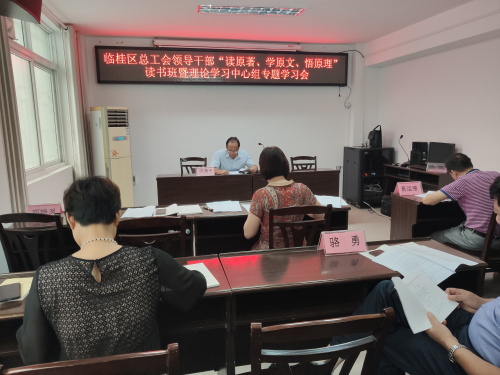 临桂区总工会领导干部“读原著、学原文、悟原理”
读书班暨理论学习中心组专题学习会
骆 勇